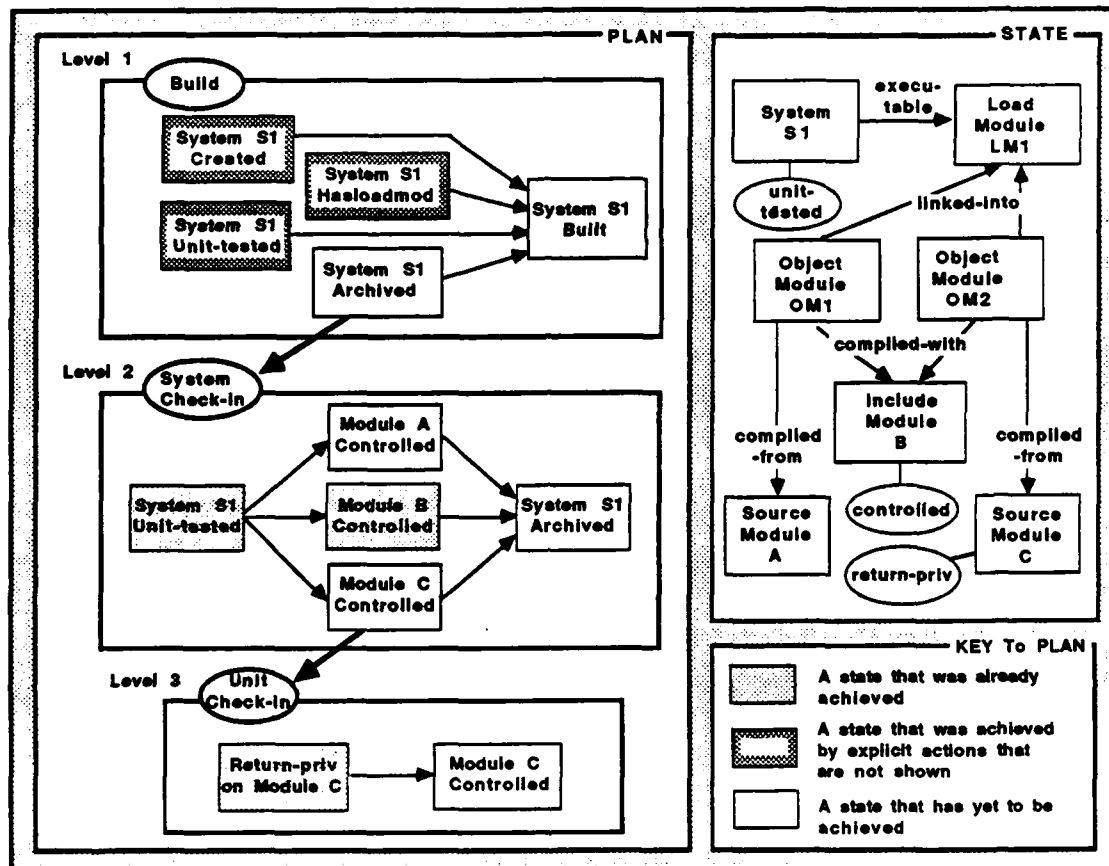 PLAN
Level 1
Build
System S1
Created
System S1
Hasloadmod
System S1
Unit-tested
System S1
Built
System S1
Archived
Level 2
System
Check-in
Module A
Controlled
System S1
Unit-tested
Module B
Controlled
System S1
Archived
Module C
Controlled
Level 3
Unit
Check-in
Return-priv
on Module C
Module C
Controlled
STATE
System
S1
execu-
table
Load
Module
LM1
unit-
tested
linked-into
Object
Module
OM1
Object
Module
OM2
compiled-with
Include
Module
B
compiled
-from
compiled
-from
controlled
Source
Module
A
Source
Module
C
return-priv
KEY To PLAN
A state that was already
achieved
A state that was achieved
by explicit actions that
are not shown
A state that has yet to be
achieved